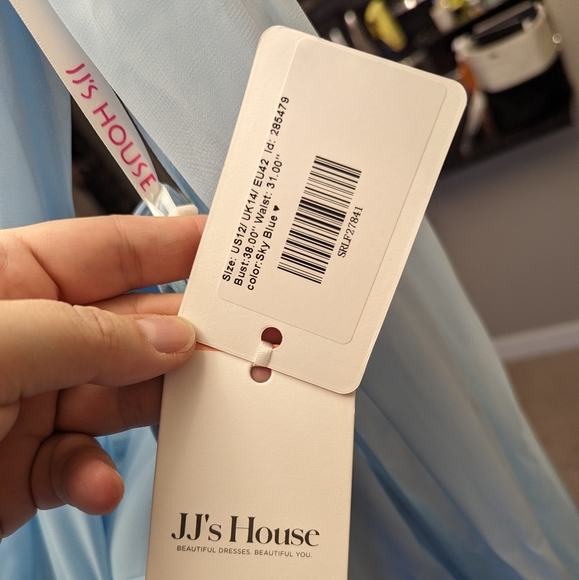 JJ's HOUSE
Size: US12/ UK14/ EU42 Id: 285479
Bust:38.00'' Waist: 31.00''
color:Sky Blue ♥
SRLF27841
JJ's House
BEAUTIFUL DRESSES. BEAUTIFUL YOU.